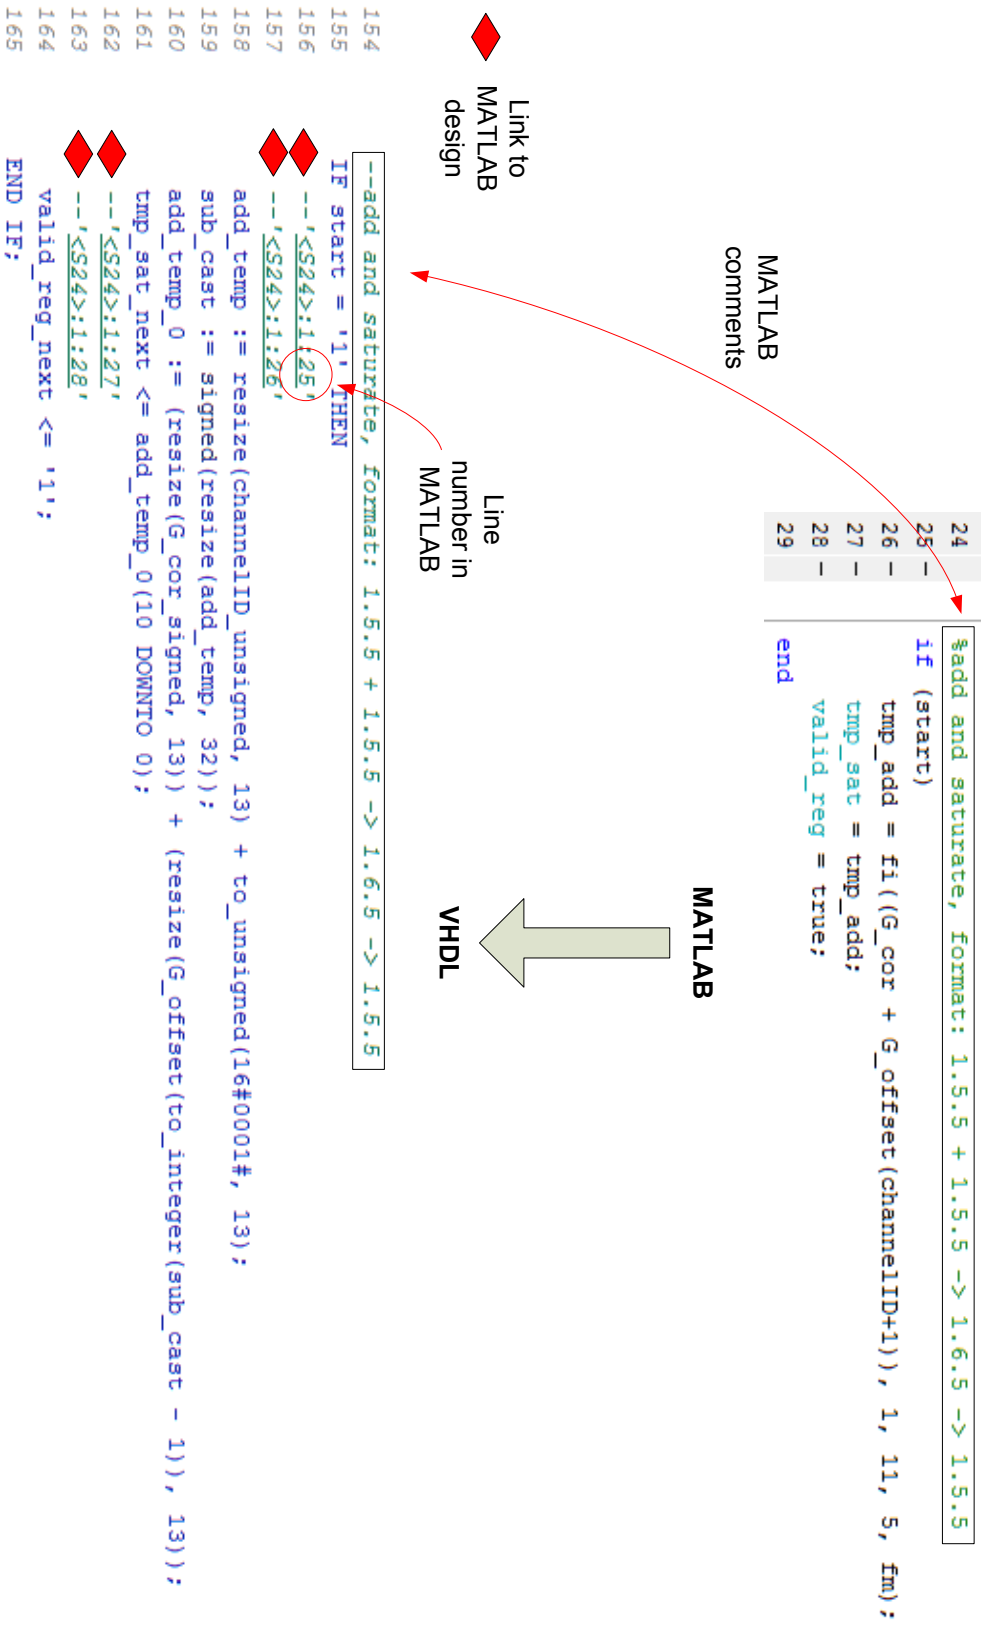 24 %add and saturate, format: 1.5.5 + 1.5.5 -> 1.6.5 -> 1.5.5
25 - if (start)
26 - tmp_add = fi((G_cor + G_offset(channelID+1)), 1, 11, 5, fm);
27 - tmp_sat = tmp_add;
28 - valid_reg = true;
29 end
MATLAB
comments
MATLAB
VHDL
Link to
MATLAB
design
Line
number in
MATLAB
154 --add and saturate, format: 1.5.5 + 1.5.5 -> 1.6.5 -> 1.5.5
155 IF start = '1' THEN
156 --'<S24>:1:25'
157 --'<S24>:1:26'
158 add_temp := resize(channelID_unsigned, 13) + to_unsigned(16#0001#, 13);
159 sub_cast := signed(resize(add_temp, 32));
160 add_temp_0 := (resize(G_cor_signed, 13)) + (resize(G_offset(to_integer(sub_cast - 1)), 13));
161 tmp_sat_next <= add_temp_0(10 DOWNTO 0);
162 --'<S24>:1:27'
163 --'<S24>:1:28'
164 valid_reg_next <= '1';
165 END IF;